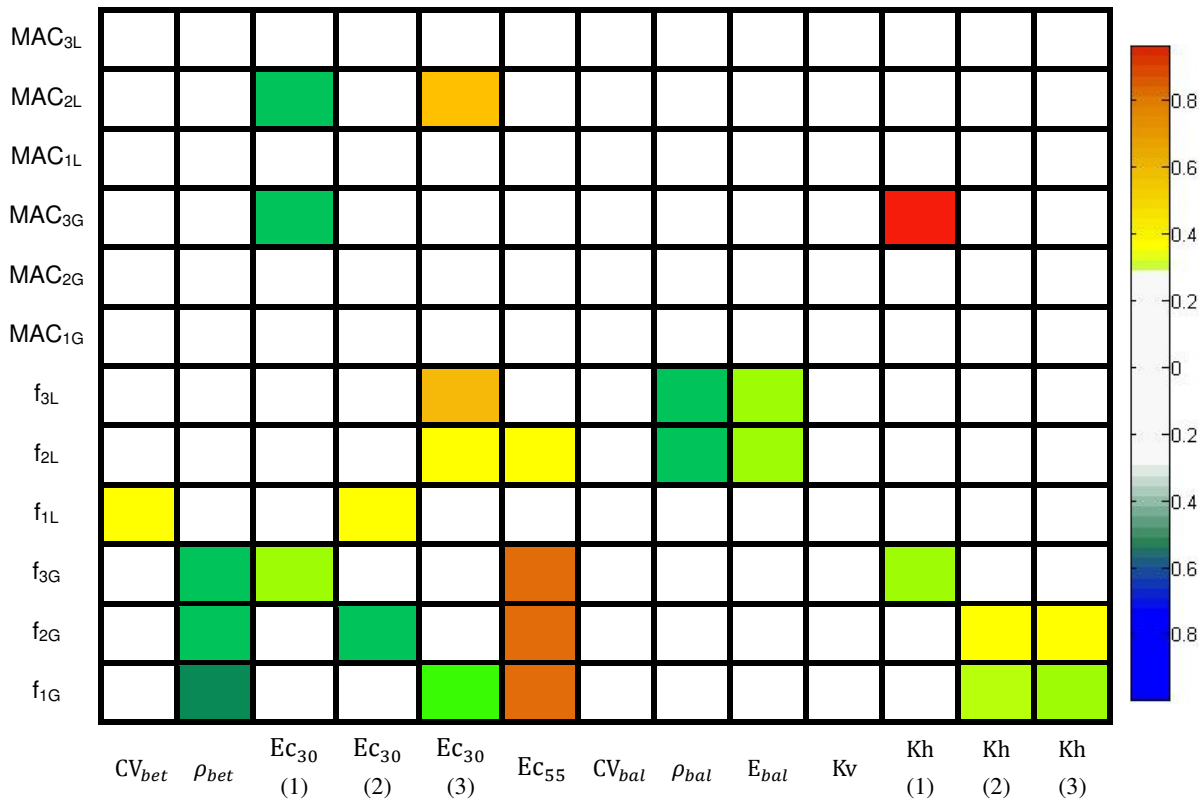 MAC3L
MAC2L
MAC1L
MAC3G
MAC2G
MAC1G
f3L
f2L
f1L
f3G
f2G
f1G
CVbet ρbet Ec30 (1) Ec30 (2) Ec30 (3) Ec55 CVbal ρbal Ebal Kv Kh (1) Kh (2) Kh (3)
0.8
0.6
0.4
0.2
0
0.2
0.4
0.6
0.8